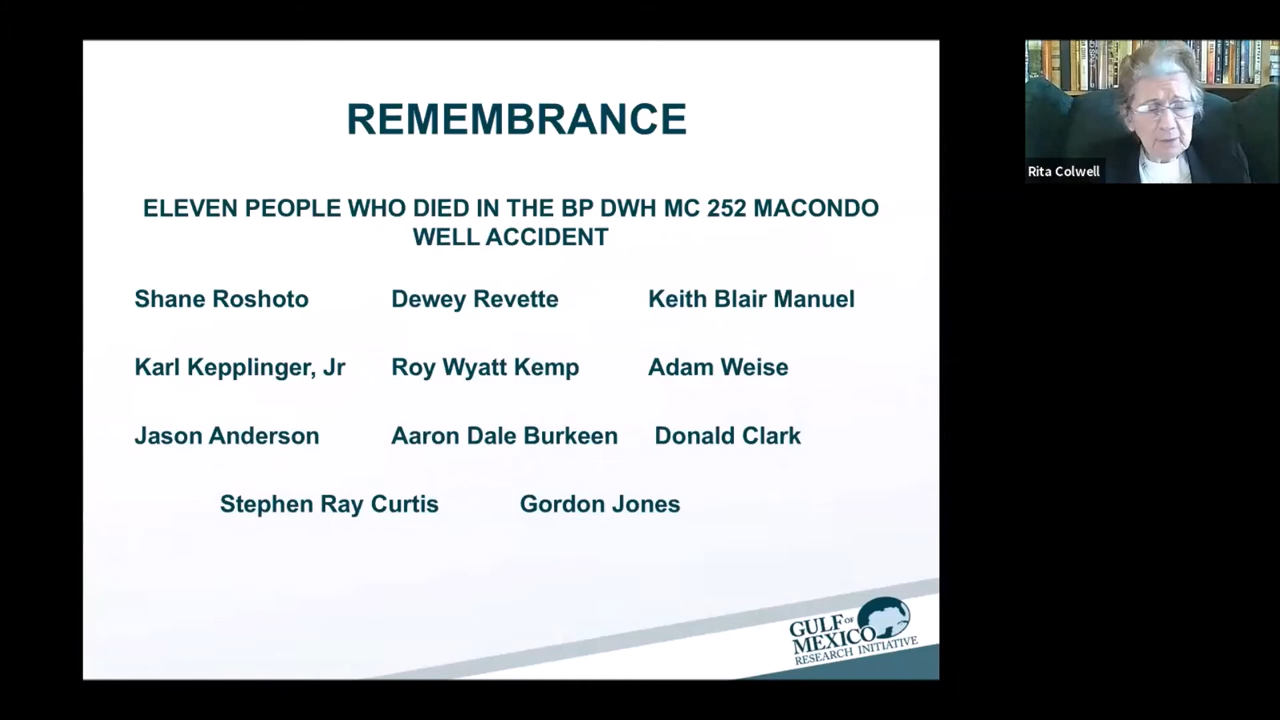 REMEMBRANCE
ELEVEN PEOPLE WHO DIED IN THE BP DWH MC 252 MACONDO
WELL ACCIDENT
Shane Roshoto Dewey Revette Keith Blair Manuel
Karl Kepplinger, Jr Roy Wyatt Kemp Adam Weise
Jason Anderson Aaron Dale Burkeen Donald Clark
Stephen Ray Curtis Gordon Jones
GULF OF
MEXICO
RESEARCH INITIATIVE
Rita Colwell